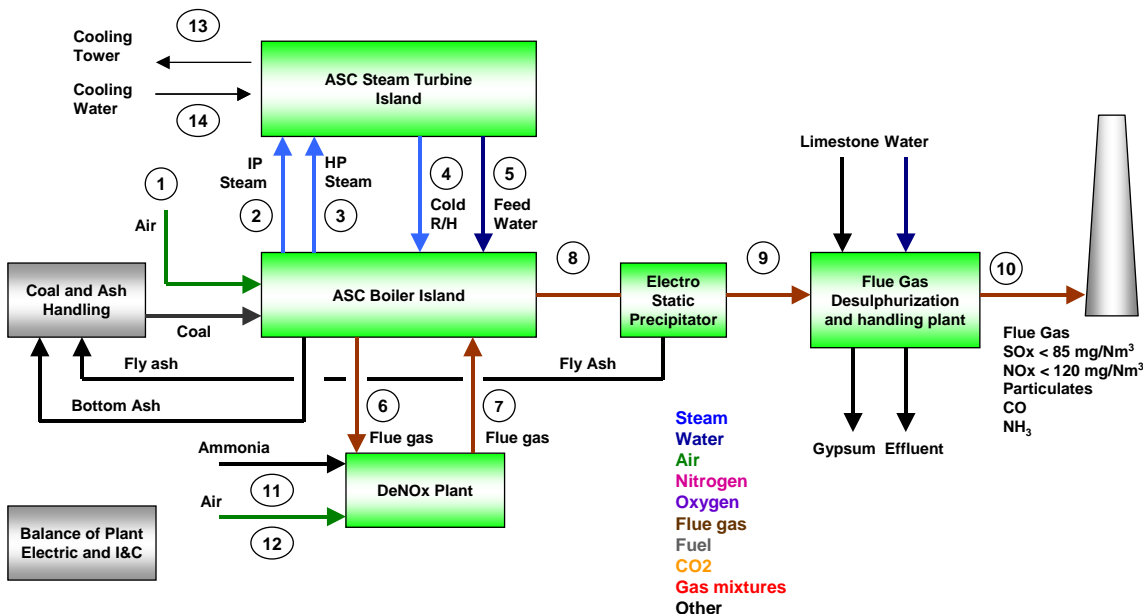 13
Cooling
Tower
Cooling
Water
14
ASC Steam Turbine
Island
1
Air
IP
Steam
2
HP
Steam
3
4
Cold
R/H
5
Feed
Water
Limestone Water
Coal and Ash
Handling
Coal
ASC Boiler Island
8
Electro
Static
Precipitator
9
Flue Gas
Desulphurization
and handling plant
10
Flue Gas
SOx < 85 mg/Nm³
NOx < 120 mg/Nm³
Particulates
CO
NH₃
Fly ash
Fly Ash
Bottom Ash
6
Flue gas
7
Flue gas
Gypsum Effluent
Ammonia
11
Air
12
DeNOx Plant
Balance of Plant
Electric and I&C
Steam
Water
Air
Nitrogen
Oxygen
Flue gas
Fuel
CO2
Gas mixtures
Other